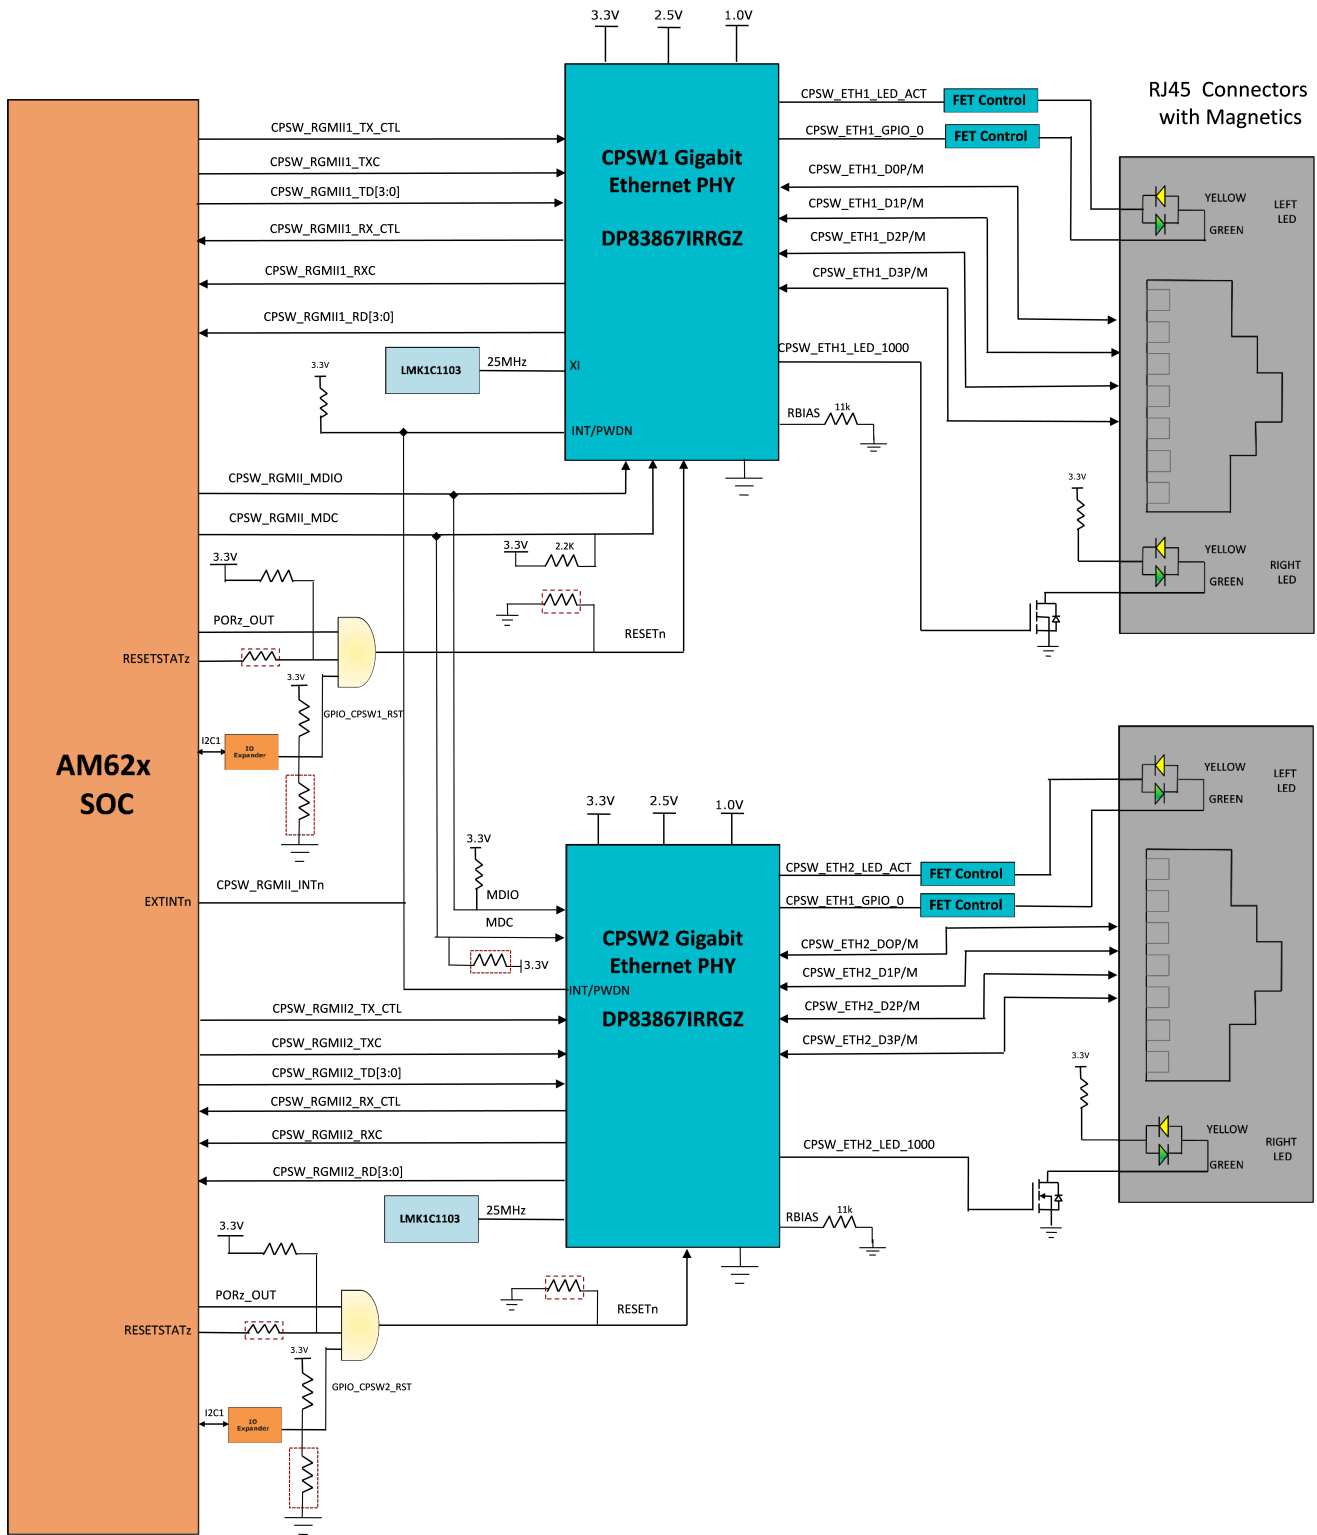 3.3V
2.5V
1.0V
RJ45 Connectors
with Magnetics
CPSW_RGMII1_TX_CTL
CPSW_RGMII1_TXC
CPSW_RGMII1_TD[3:0]
CPSW_RGMII1_RX_CTL
CPSW_RGMII1_RXC
CPSW_RGMII1_RD[3:0]
CPSW1 Gigabit
Ethernet PHY
DP83867IRRGZ
XI
INT/PWDN
LMK1C1103
25MHz
3.3V
CPSW_ETH1_LED_ACT
FET Control
CPSW_ETH1_GPIO_0
FET Control
CPSW_ETH1_D0P/M
CPSW_ETH1_D1P/M
CPSW_ETH1_D2P/M
CPSW_ETH1_D3P/M
CPSW_ETH1_LED_1000
RBIAS
11k
YELLOW
GREEN
LEFT
LED
3.3V
YELLOW
GREEN
RIGHT
LED
CPSW_RGMII_MDIO
CPSW_RGMII_MDC
3.3V
2.2K
3.3V
PORz_OUT
RESETSTATz
RESETn
3.3V
GPIO_CPSW1_RST
I2C1
IO
Expander
AM62x
SOC
CPSW_RGMII_INTn
EXTINTn
3.3V
2.5V
1.0V
3.3V
MDIO
MDC
3.3V
INT/PWDN
CPSW2 Gigabit
Ethernet PHY
DP83867IRRGZ
CPSW_RGMII2_TX_CTL
CPSW_RGMII2_TXC
CPSW_RGMII2_TD[3:0]
CPSW_RGMII2_RX_CTL
CPSW_RGMII2_RXC
CPSW_RGMII2_RD[3:0]
LMK1C1103
25MHz
CPSW_ETH2_LED_ACT
FET Control
CPSW_ETH1_GPIO_0
FET Control
CPSW_ETH2_DOP/M
CPSW_ETH2_D1P/M
CPSW_ETH2_D2P/M
CPSW_ETH2_D3P/M
CPSW_ETH2_LED_1000
RBIAS
11k
YELLOW
GREEN
LEFT
LED
3.3V
YELLOW
GREEN
RIGHT
LED
3.3V
PORz_OUT
RESETSTATz
RESETn
3.3V
GPIO_CPSW2_RST
I2C1
IO
Expander